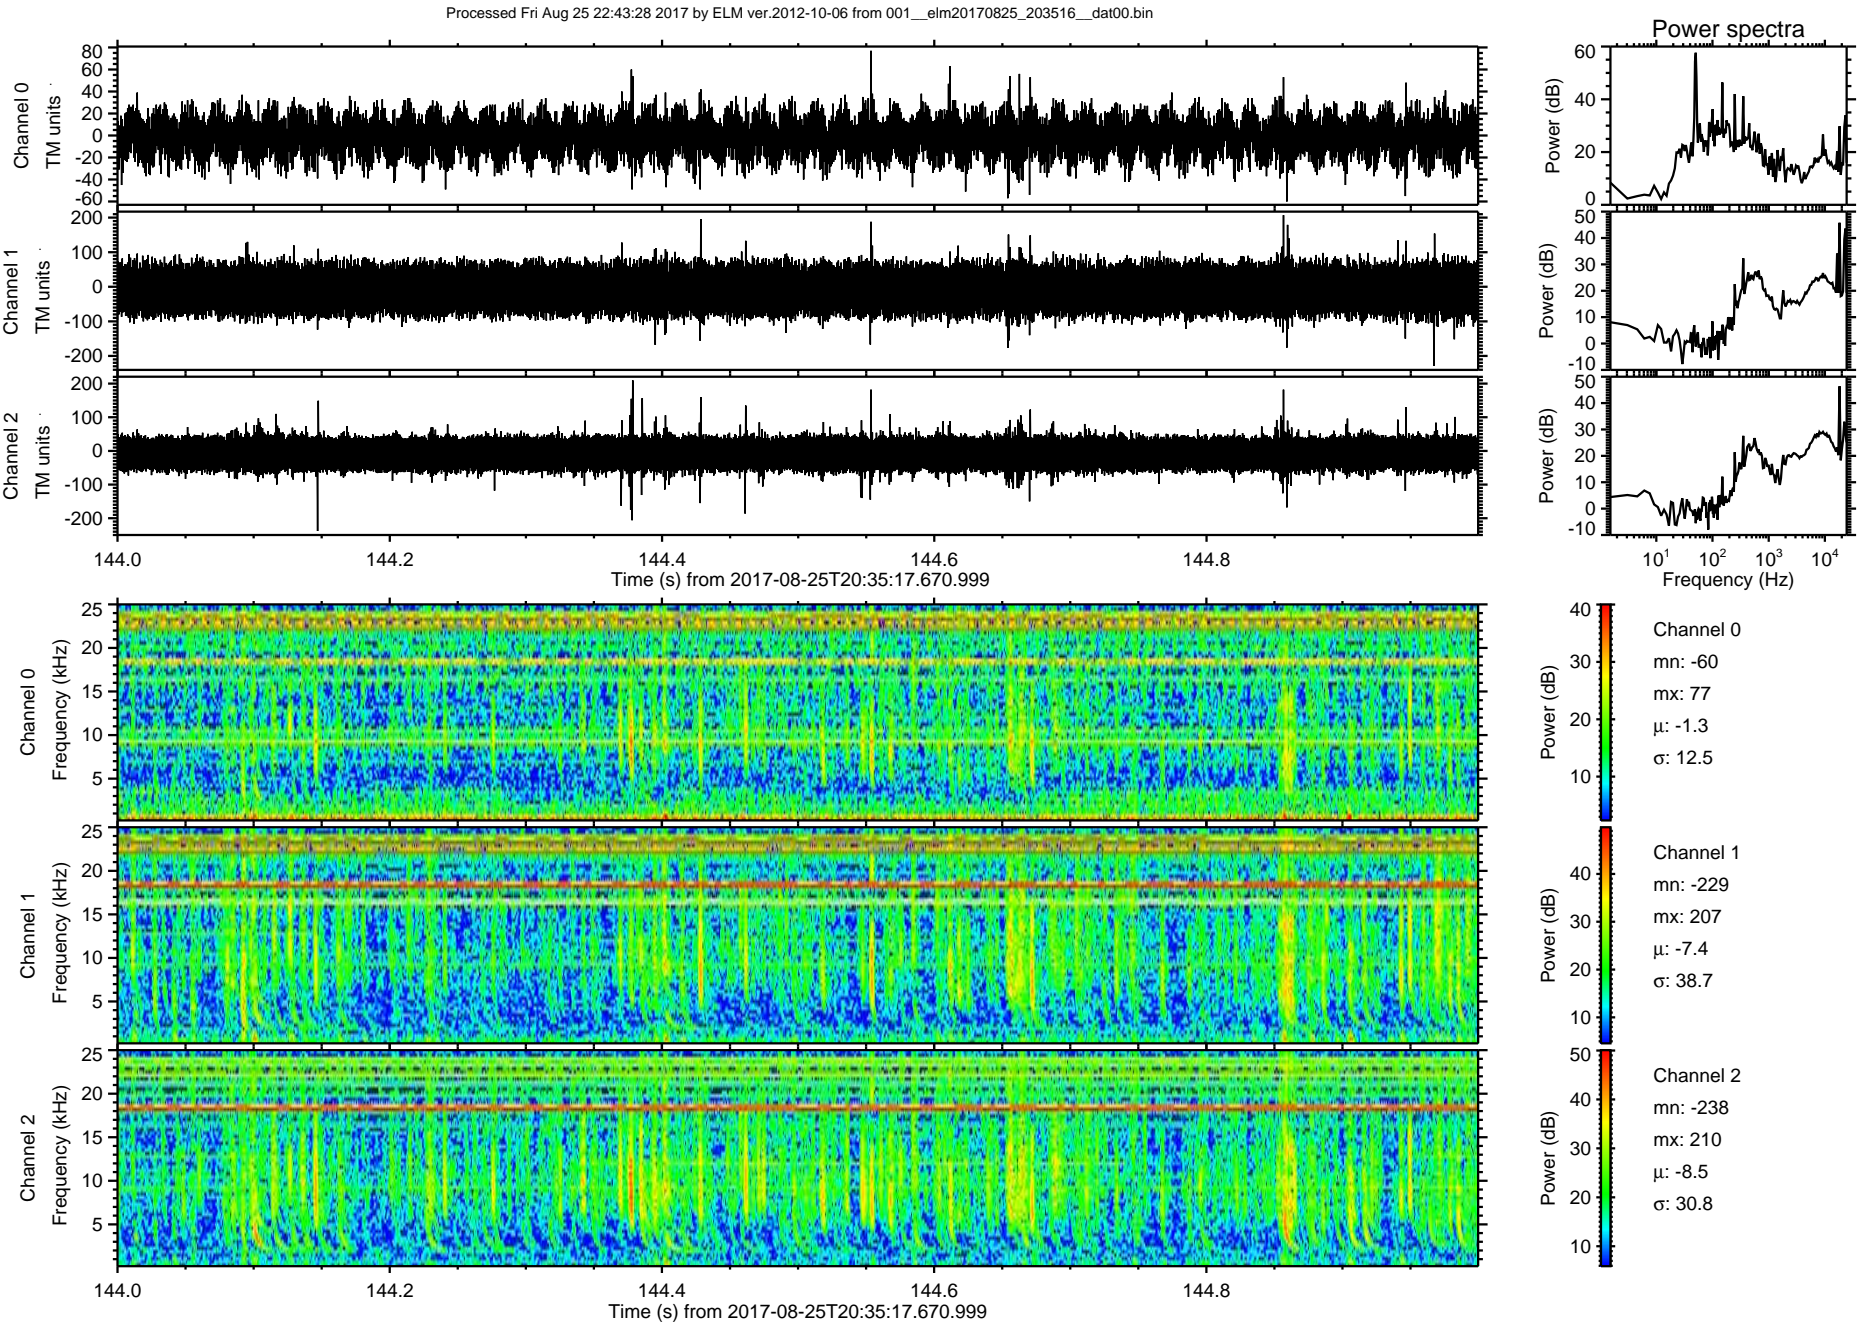 Processed Fri Aug 25 22:43:28 2017 by ELM ver.2012-10-06 from 001__elm20170825_203516__dat00.bin
Power spectra
Channel 0
TM units
80
60
40
20
0
-20
-40
-60
Power (dB)
60
40
20
0
Channel 1
TM units
200
100
0
-100
-200
Power (dB)
50
40
30
20
10
0
-10
Channel 2
TM units
200
100
0
-100
-200
Power (dB)
50
40
30
20
10
0
-10
144.0 144.2 144.4 144.6 144.8
Time (s) from 2017-08-25T20:35:17.670.999
10^1 10^2 10^3 10^4
Frequency (Hz)
Channel 0
Frequency (kHz)
25
20
15
10
5
Power (dB)
40
30
20
10
Channel 0
mn: -60
mx: 77
μ: -1.3
σ: 12.5
Channel 1
Frequency (kHz)
25
20
15
10
5
Power (dB)
40
30
20
10
Channel 1
mn: -229
mx: 207
μ: -7.4
σ: 38.7
Channel 2
Frequency (kHz)
25
20
15
10
5
Power (dB)
50
40
30
20
10
Channel 2
mn: -238
mx: 210
μ: -8.5
σ: 30.8
144.0 144.2 144.4 144.6 144.8
Time (s) from 2017-08-25T20:35:17.670.999